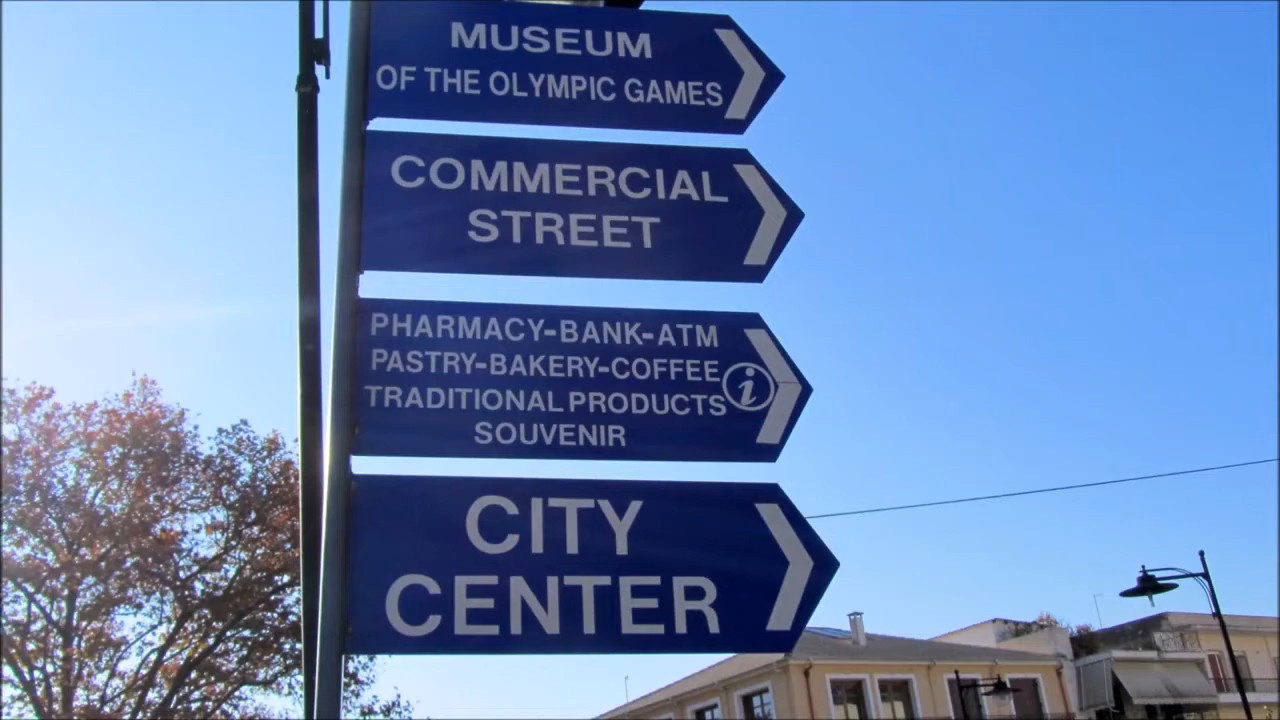 MUSEUM
OF THE OLYMPIC GAMES
COMMERCIAL
STREET
PHARMACY-BANK-ATM
PASTRY-BAKERY-COFFEE
TRADITIONAL PRODUCTS
i
SOUVENIR
CITY
CENTER